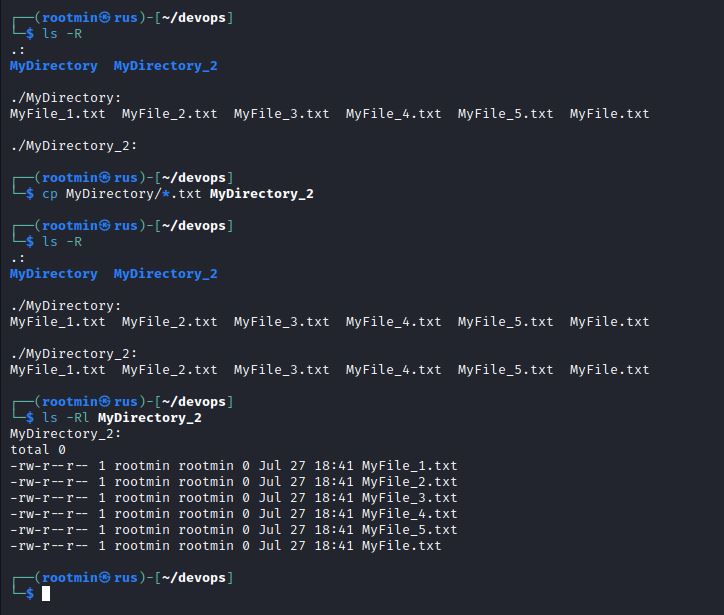 ┌──(rootmin㉿rus)-[~/devops]
└─$ ls -R
.:
MyDirectory  MyDirectory_2

./MyDirectory:
MyFile_1.txt  MyFile_2.txt  MyFile_3.txt  MyFile_4.txt  MyFile_5.txt  MyFile.txt

./MyDirectory_2:

┌──(rootmin㉿rus)-[~/devops]
└─$ cp MyDirectory/*.txt MyDirectory_2

┌──(rootmin㉿rus)-[~/devops]
└─$ ls -R
.:
MyDirectory  MyDirectory_2

./MyDirectory:
MyFile_1.txt  MyFile_2.txt  MyFile_3.txt  MyFile_4.txt  MyFile_5.txt  MyFile.txt

./MyDirectory_2:
MyFile_1.txt  MyFile_2.txt  MyFile_3.txt  MyFile_4.txt  MyFile_5.txt  MyFile.txt

┌──(rootmin㉿rus)-[~/devops]
└─$ ls -Rl MyDirectory_2
MyDirectory_2:
total 0
-rw-r--r-- 1 rootmin rootmin 0 Jul 27 18:41 MyFile_1.txt
-rw-r--r-- 1 rootmin rootmin 0 Jul 27 18:41 MyFile_2.txt
-rw-r--r-- 1 rootmin rootmin 0 Jul 27 18:41 MyFile_3.txt
-rw-r--r-- 1 rootmin rootmin 0 Jul 27 18:41 MyFile_4.txt
-rw-r--r-- 1 rootmin rootmin 0 Jul 27 18:41 MyFile_5.txt
-rw-r--r-- 1 rootmin rootmin 0 Jul 27 18:41 MyFile.txt

┌──(rootmin㉿rus)-[~/devops]
└─$